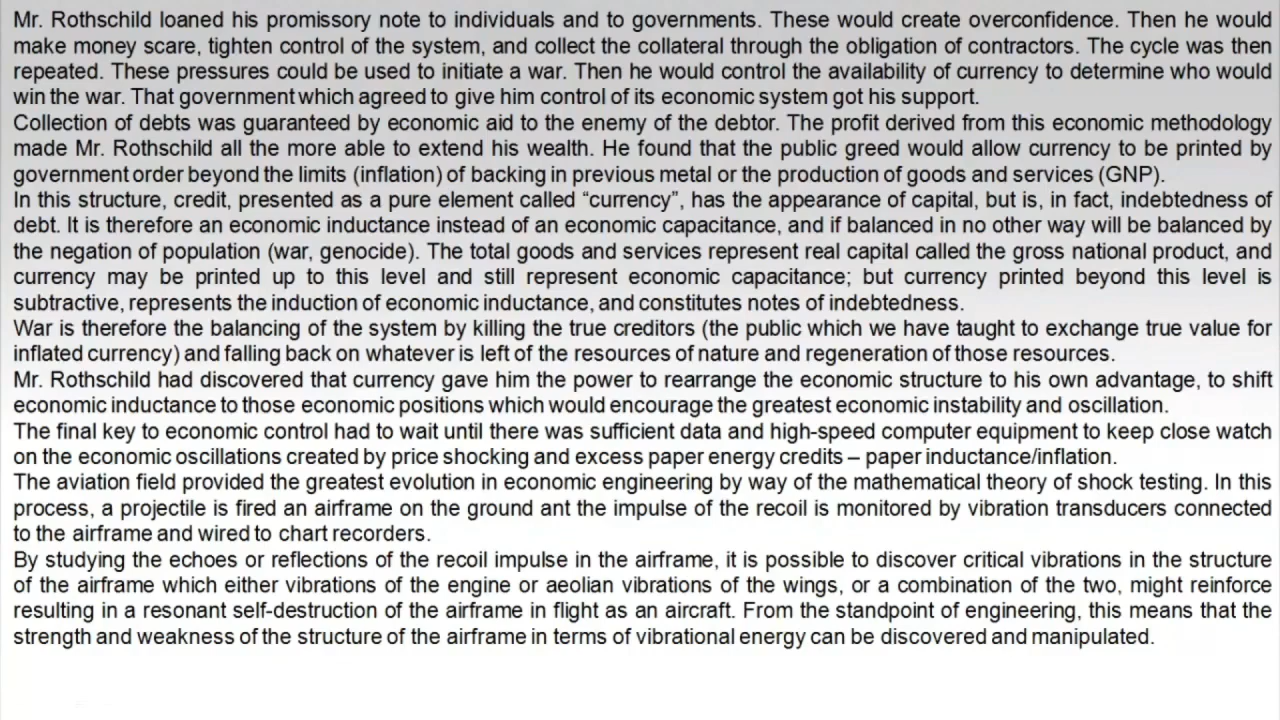 Mr. Rothschild loaned his promissory note to individuals and to governments. These would create overconfidence. Then he would
make money scare, tighten control of the system, and collect the collateral through the obligation of contractors. The cycle was then
repeated. These pressures could be used to initiate a war. Then he would control the availability of currency to determine who would
win the war. That government which agreed to give him control of its economic system got his support.
Collection of debts was guaranteed by economic aid to the enemy of the debtor. The profit derived from this economic methodology
made Mr. Rothschild all the more able to extend his wealth. He found that the public greed would allow currency to be printed by
government order beyond the limits (inflation) of backing in previous metal or the production of goods and services (GNP).
In this structure, credit, presented as a pure element called “currency”, has the appearance of capital, but is, in fact, indebtedness of
debt. It is therefore an economic inductance instead of an economic capacitance, and if balanced in no other way will be balanced by
the negation of population (war, genocide). The total goods and services represent real capital called the gross national product, and
currency may be printed up to this level and still represent economic capacitance; but currency printed beyond this level is
subtractive, represents the induction of economic inductance, and constitutes notes of indebtedness.
War is therefore the balancing of the system by killing the true creditors (the public which we have taught to exchange true value for
inflated currency) and falling back on whatever is left of the resources of nature and regeneration of those resources.
Mr. Rothschild had discovered that currency gave him the power to rearrange the economic structure to his own advantage, to shift
economic inductance to those economic positions which would encourage the greatest economic instability and oscillation.
The final key to economic control had to wait until there was sufficient data and high-speed computer equipment to keep close watch
on the economic oscillations created by price shocking and excess paper energy credits – paper inductance/inflation.
The aviation field provided the greatest evolution in economic engineering by way of the mathematical theory of shock testing. In this
process, a projectile is fired an airframe on the ground ant the impulse of the recoil is monitored by vibration transducers connected
to the airframe and wired to chart recorders.
By studying the echoes or reflections of the recoil impulse in the airframe, it is possible to discover critical vibrations in the structure
of the airframe which either vibrations of the engine or aeolian vibrations of the wings, or a combination of the two, might reinforce
resulting in a resonant self-destruction of the airframe in flight as an aircraft. From the standpoint of engineering, this means that the
strength and weakness of the structure of the airframe in terms of vibrational energy can be discovered and manipulated.